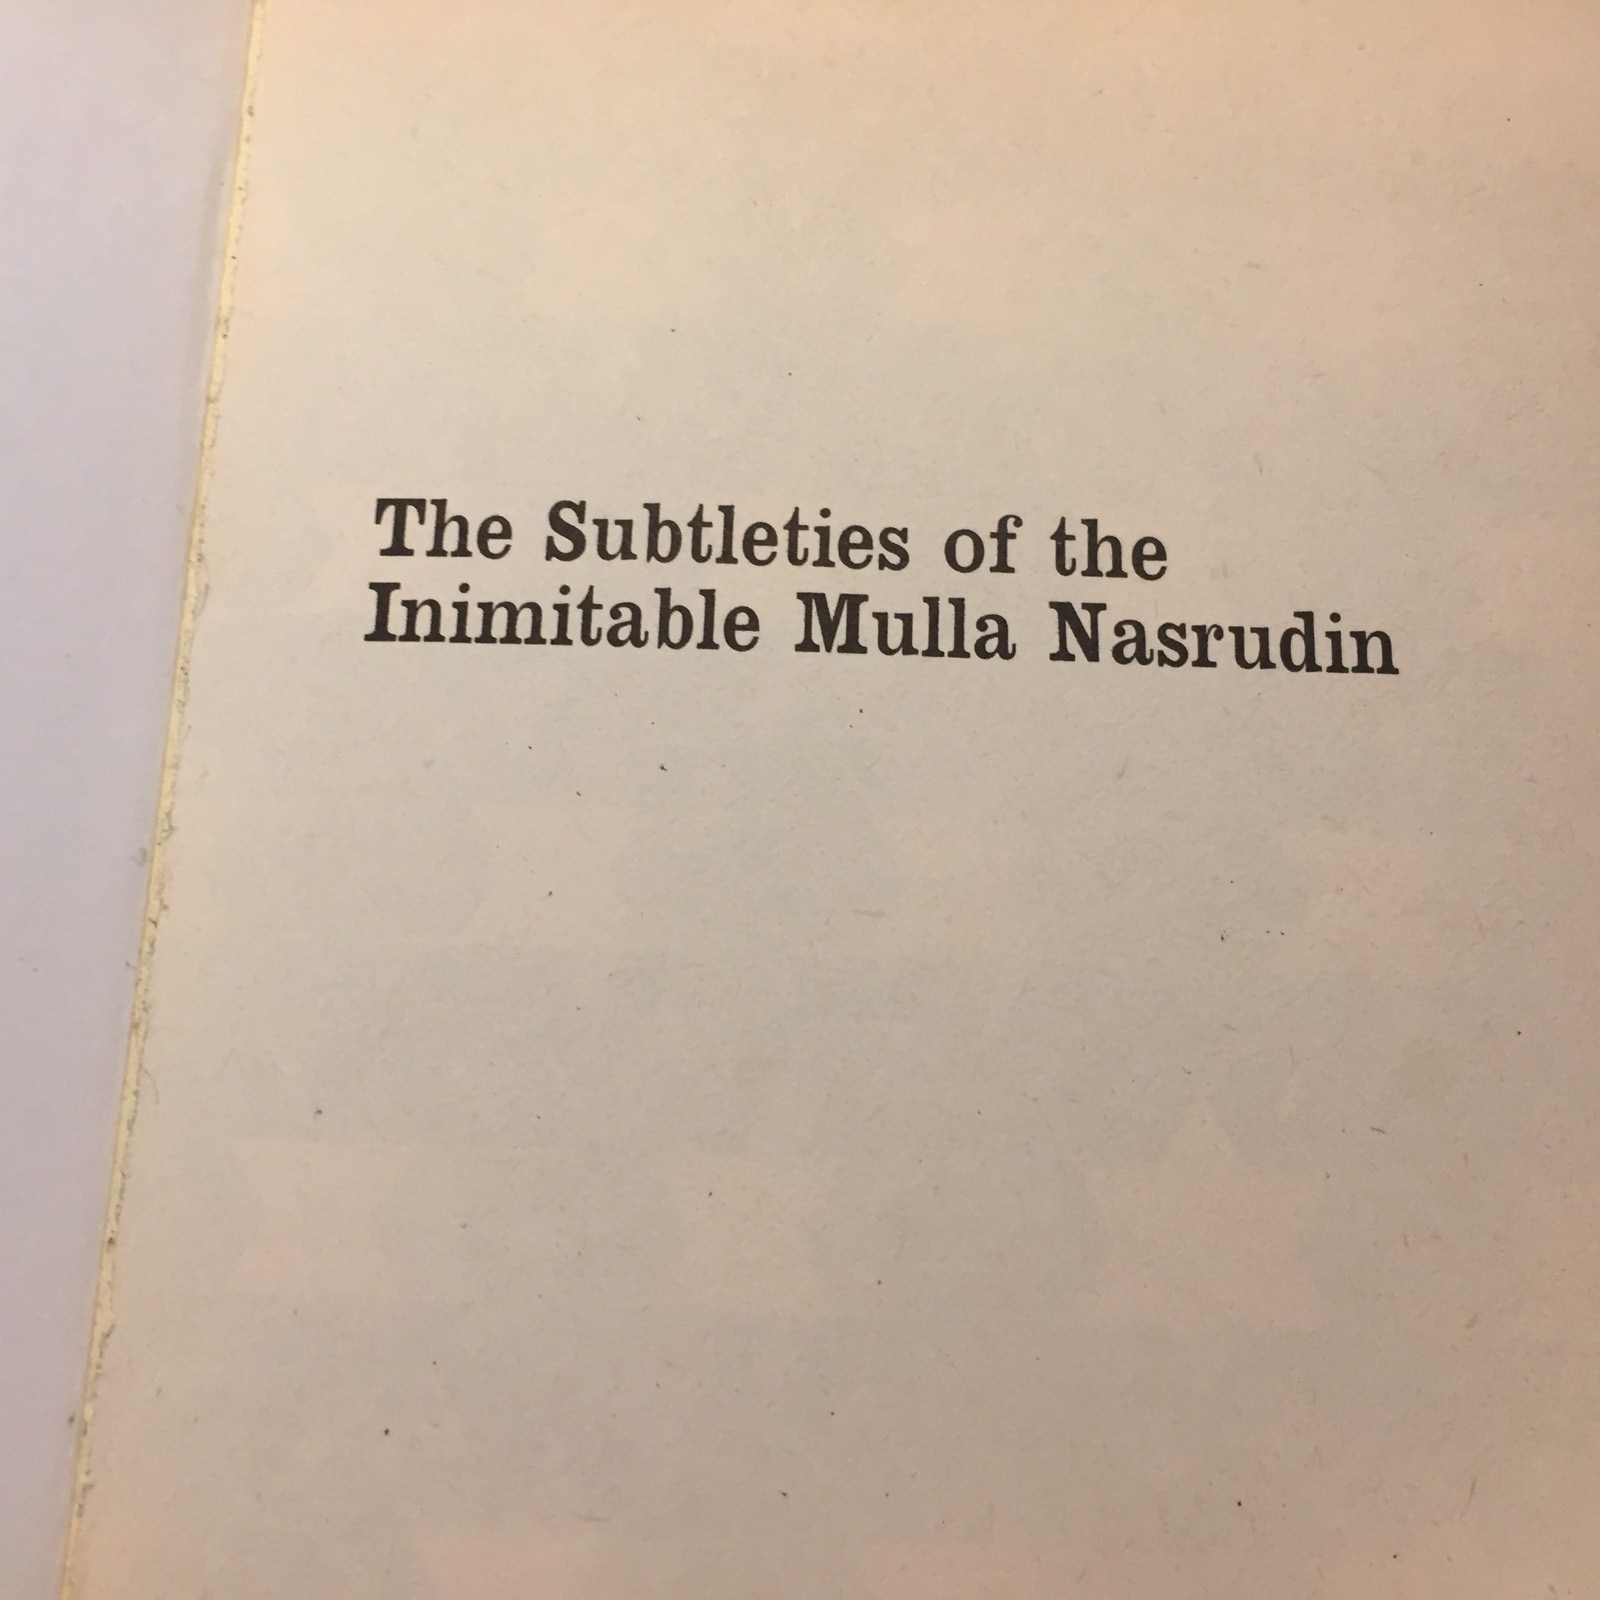 The Subtleties of the
Inimitable Mulla Nasrudin